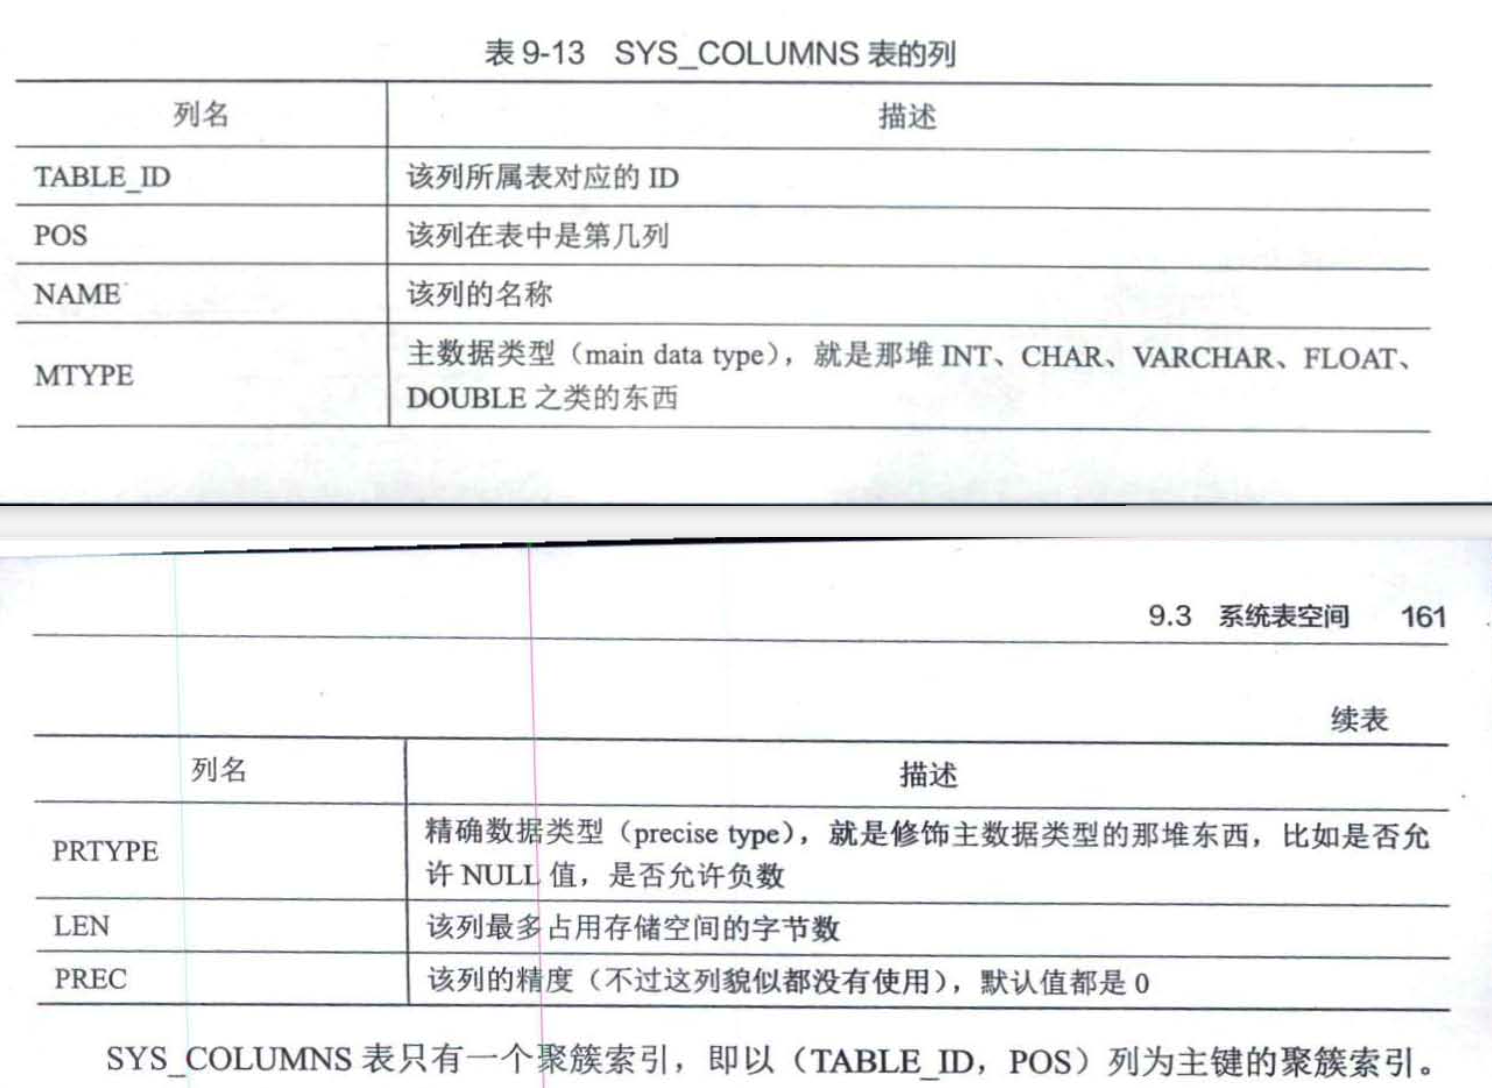 表 9-13 SYS_COLUMNS 表的列
列名 描述
TABLE_ID 该列所属表对应的 ID
POS 该列在表中是第几列
NAME 该列的名称
MTYPE 主数据类型（main data type），就是那堆 INT、CHAR、VARCHAR、FLOAT、
DOUBLE 之类的东西
9.3 系统表空间 161
续表
列名 描述
PRTYPE 精确数据类型（precise type），就是修饰主数据类型的那堆东西，比如是否允
许 NULL 值，是否允许负数
LEN 该列最多占用存储空间的字节数
PREC 该列的精度（不过这列貌似都没有使用），默认值都是 0
SYS_COLUMNS 表只有一个聚簇索引，即以（TABLE_ID，POS）列为主键的聚簇索引。